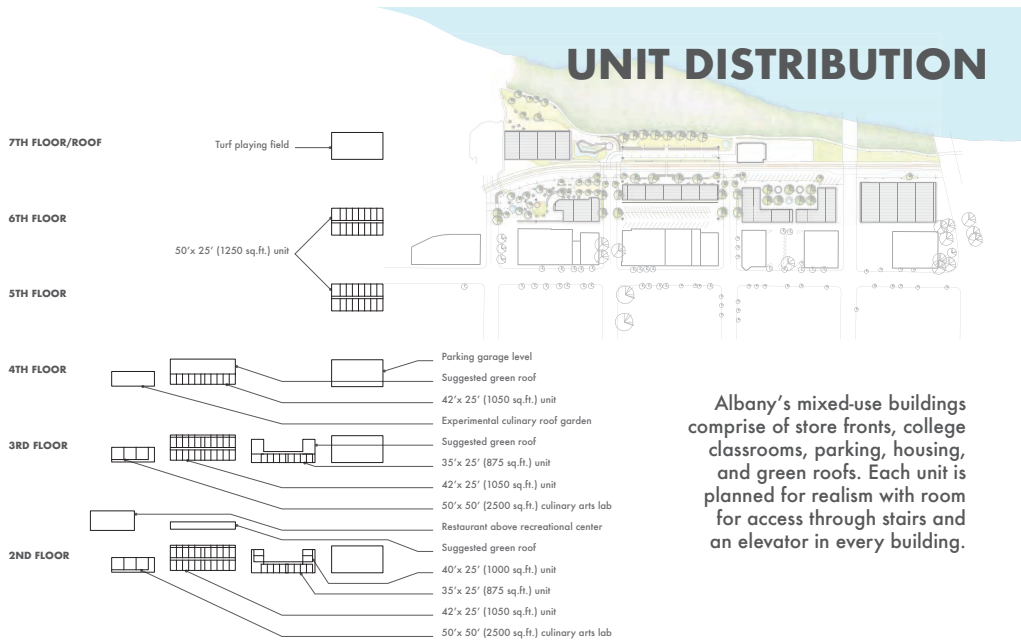 UNIT DISTRIBUTION
7TH FLOOR/ROOF
Turf playing field
6TH FLOOR
50’x 25’ (1250 sq.ft.) unit
5TH FLOOR
4TH FLOOR
Parking garage level
Suggested green roof
42’x 25’ (1050 sq.ft.) unit
Experimental culinary roof garden
3RD FLOOR
Suggested green roof
35’x 25’ (875 sq.ft.) unit
42’x 25’ (1050 sq.ft.) unit
50’x 50’ (2500 sq.ft.) culinary arts lab
Restaurant above recreational center
2ND FLOOR
Suggested green roof
40’x 25’ (1000 sq.ft.) unit
35’x 25’ (875 sq.ft.) unit
42’x 25’ (1050 sq.ft.) unit
50’x 50’ (2500 sq.ft.) culinary arts lab
Albany’s mixed-use buildings
comprise of store fronts, college
classrooms, parking, housing,
and green roofs. Each unit is
planned for realism with room
for access through stairs and
an elevator in every building.